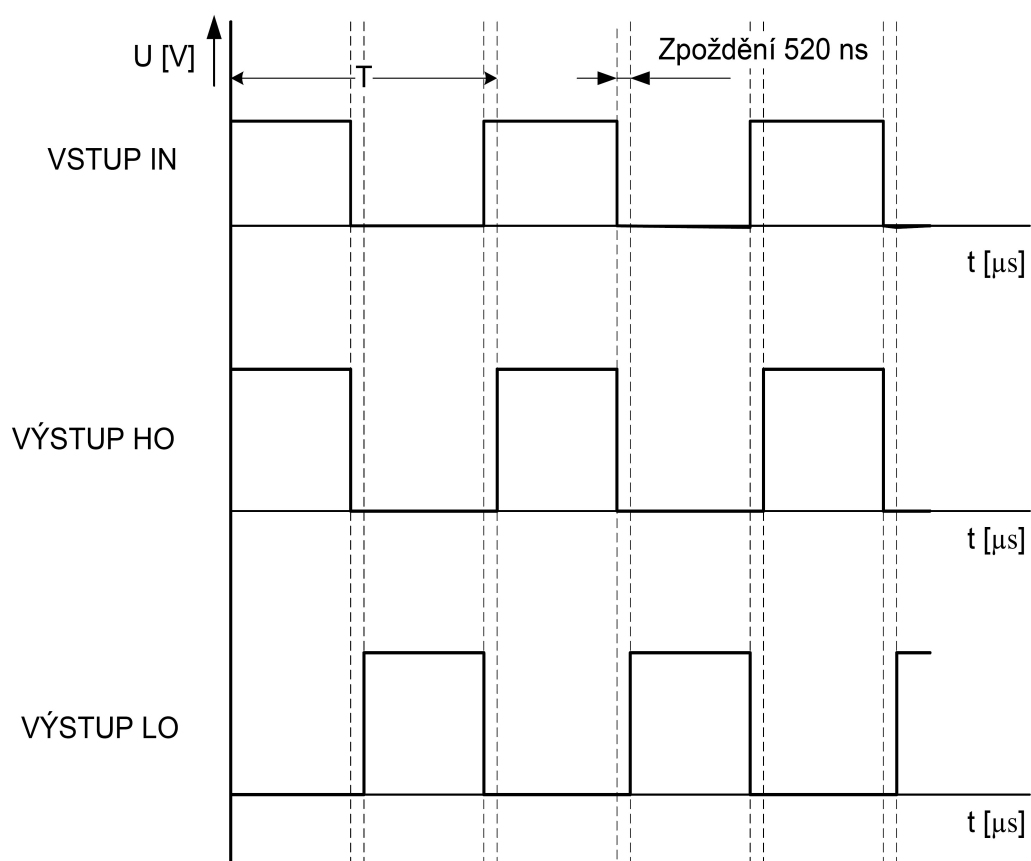 U [V]
T
Zpoždění 520 ns
VSTUP IN
t [μs]
VÝSTUP HO
t [μs]
VÝSTUP LO
t [μs]